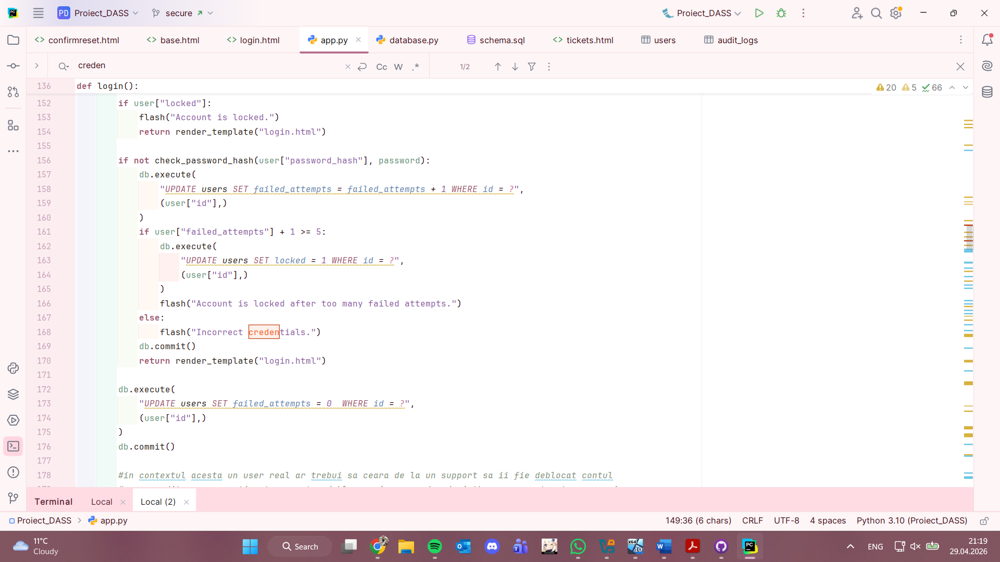 PD Proiect_DASS secure Proiect_DASS
<> confirmreset.html <> base.html <> login.html app.py database.py schema.sql <> tickets.html users audit_logs
creden Cc W .* 1/2
136 def login(): 20 5 66
152 if user["locked"]:
153 flash("Account is locked.")
154 return render_template("login.html")
155
156 if not check_password_hash(user["password_hash"], password):
157 db.execute(
158 "UPDATE users SET failed_attempts = failed_attempts + 1 WHERE id = ?",
159 (user["id"],)
160 )
161 if user["failed_attempts"] + 1 >= 5:
162 db.execute(
163 "UPDATE users SET locked = 1 WHERE id = ?",
164 (user["id"],)
165 )
166 flash("Account is locked after too many failed attempts.")
167 else:
168 flash("Incorrect credentials.")
169 db.commit()
170 return render_template("login.html")
171
172 db.execute(
173 "UPDATE users SET failed_attempts = 0  WHERE id = ?",
174 (user["id"],)
175 )
176 db.commit()
177
178 #in contextul acesta un user real ar trebui sa ceara de la un support sa ii fie deblocat contul
Terminal Local Local (2)
Proiect_DASS > app.py 149:36 (6 chars) CRLF UTF-8 4 spaces Python 3.10 (Proiect_DASS)
11°C
Cloudy
Search
ENG
21:19
29.04.2026